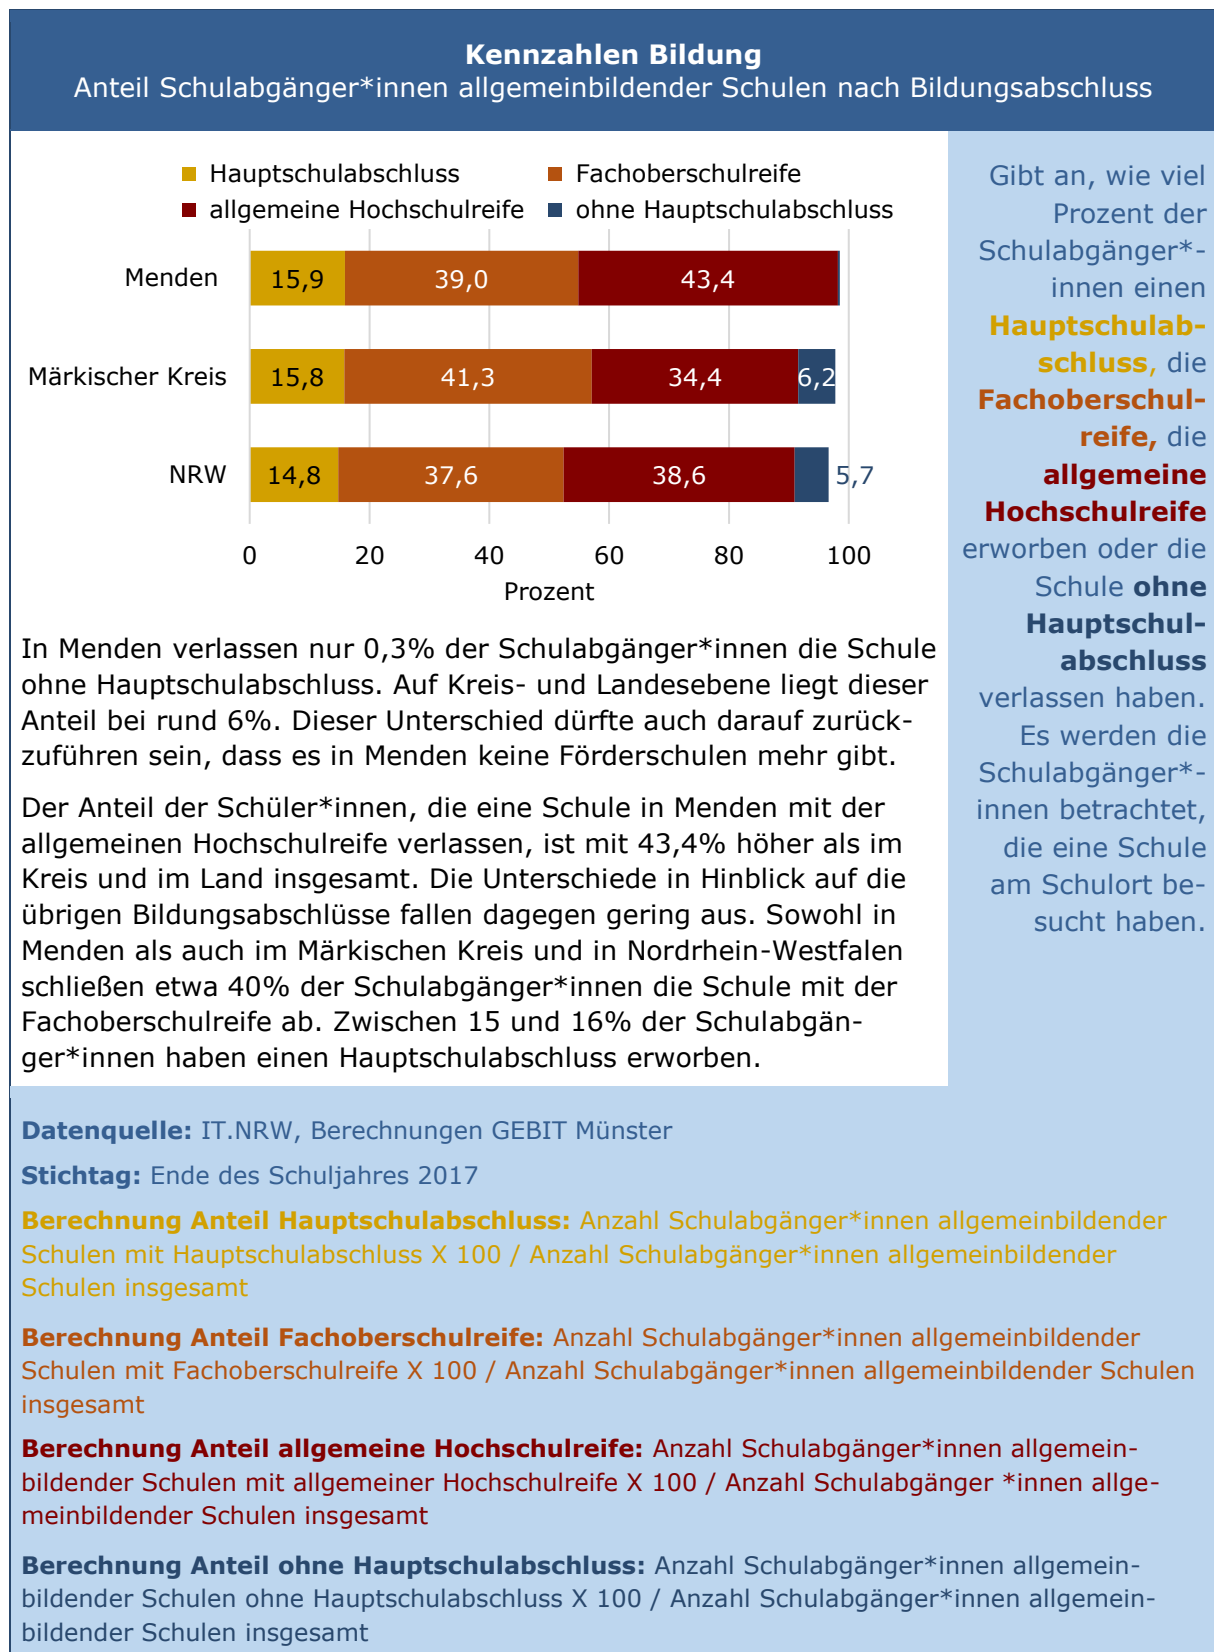 Kennzahlen Bildung
Anteil Schulabgänger*innen allgemeinbildender Schulen nach Bildungsabschluss
Hauptschulabschluss
Fachoberschulreife
allgemeine Hochschulreife
ohne Hauptschulabschluss
Menden
15,9
39,0
43,4
Märkischer Kreis
15,8
41,3
34,4
6,2
NRW
14,8
37,6
38,6
5,7
0
20
40
60
80
100
Prozent
In Menden verlassen nur 0,3% der Schulabgänger*innen die Schule
ohne Hauptschulabschluss. Auf Kreis- und Landesebene liegt dieser
Anteil bei rund 6%. Dieser Unterschied dürfte auch darauf zurück-
zuführen sein, dass es in Menden keine Förderschulen mehr gibt.
Der Anteil der Schüler*innen, die eine Schule in Menden mit der
allgemeinen Hochschulreife verlassen, ist mit 43,4% höher als im
Kreis und im Land insgesamt. Die Unterschiede in Hinblick auf die
übrigen Bildungsabschlüsse fallen dagegen gering aus. Sowohl in
Menden als auch im Märkischen Kreis und in Nordrhein-Westfalen
schließen etwa 40% der Schulabgänger*innen die Schule mit der
Fachoberschulreife ab. Zwischen 15 und 16% der Schulabgän-
ger*innen haben einen Hauptschulabschluss erworben.
Gibt an, wie viel
Prozent der
Schulabgänger*-
innen einen
Hauptschulab-
schluss, die
Fachoberschul-
reife, die
allgemeine
Hochschulreife
erworben oder die
Schule ohne
Hauptschul-
abschluss
verlassen haben.
Es werden die
Schulabgänger*-
innen betrachtet,
die eine Schule
am Schulort be-
sucht haben.
Datenquelle: IT.NRW, Berechnungen GEBIT Münster
Stichtag: Ende des Schuljahres 2017
Berechnung Anteil Hauptschulabschluss: Anzahl Schulabgänger*innen allgemeinbildender
Schulen mit Hauptschulabschluss X 100 / Anzahl Schulabgänger*innen allgemeinbildender
Schulen insgesamt
Berechnung Anteil Fachoberschulreife: Anzahl Schulabgänger*innen allgemeinbildender
Schulen mit Fachoberschulreife X 100 / Anzahl Schulabgänger*innen allgemeinbildender Schulen
insgesamt
Berechnung Anteil allgemeine Hochschulreife: Anzahl Schulabgänger*innen allgemein-
bildender Schulen mit allgemeiner Hochschulreife X 100 / Anzahl Schulabgänger *innen allge-
meinbildender Schulen insgesamt
Berechnung Anteil ohne Hauptschulabschluss: Anzahl Schulabgänger*innen allgemein-
bildender Schulen ohne Hauptschulabschluss X 100 / Anzahl Schulabgänger*innen allgemein-
bildender Schulen insgesamt